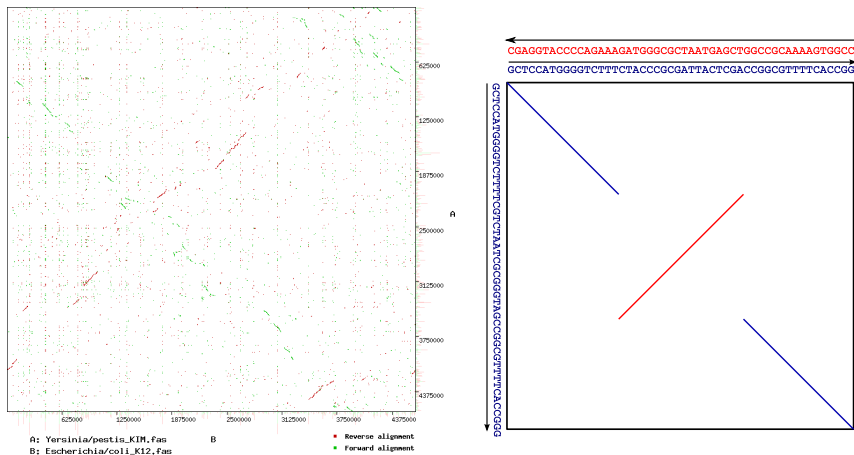 CGAGGTACCCCAGAAAGATGGGCGCTAATGAGCTGGCCGCAAAAGTGGCC
GCTCCATGGGGTCTTTCTACCCGCGATTACTCGACCGGCGTTTTCACCGG
625000
1250000
1875000
A
2500000
3125000
3750000
4375000
625000 1250000 1875000 2500000 3125000 3750000 4375000
A: Yersinia/pestis_KIM.fas B
B: Escherichia/coli_K12.fas
Reverse alignment
Forward alignment